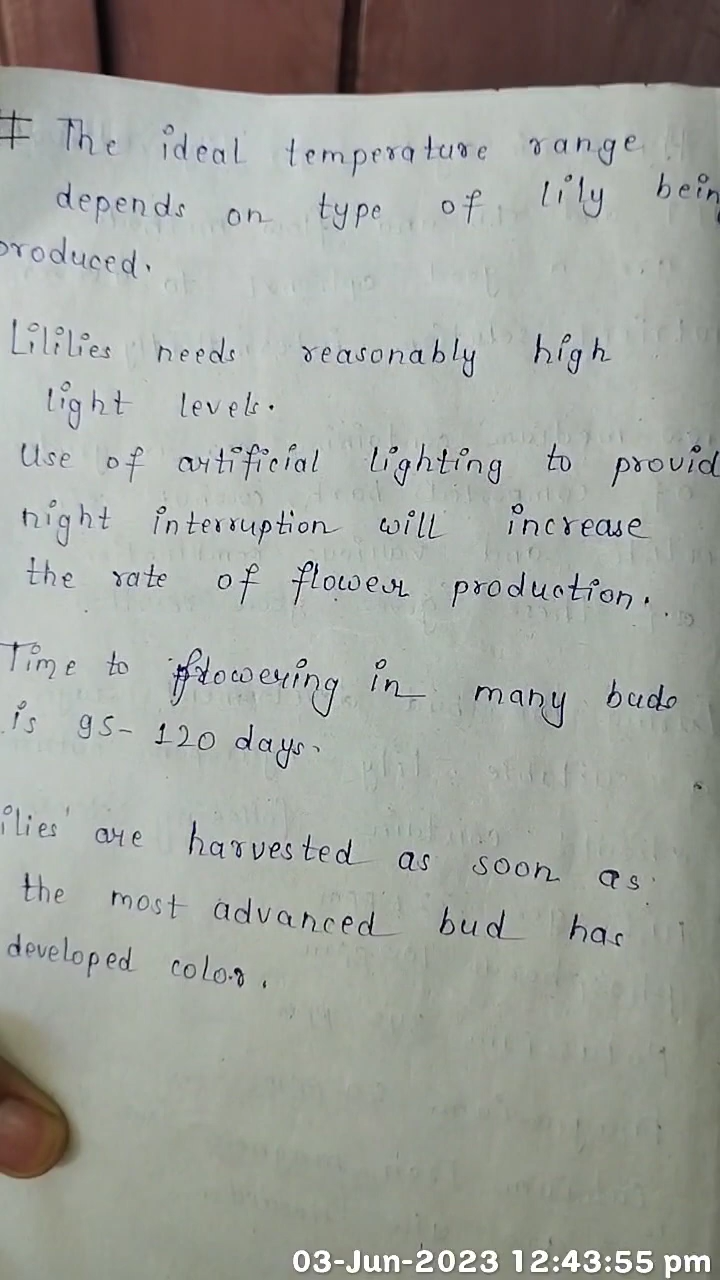 # The ideal temperature range
depends on type of lily bein
produced.
Lililies needs reasonably high
light levels.
Use of artificial lighting to provid
night interruption will increase
the rate of flower production.
Time to flowering in many buds
is 95-120 days.
ilies are harvested as soon as
the most advanced bud has
developed color.
03-Jun-2023 12:43:55 pm